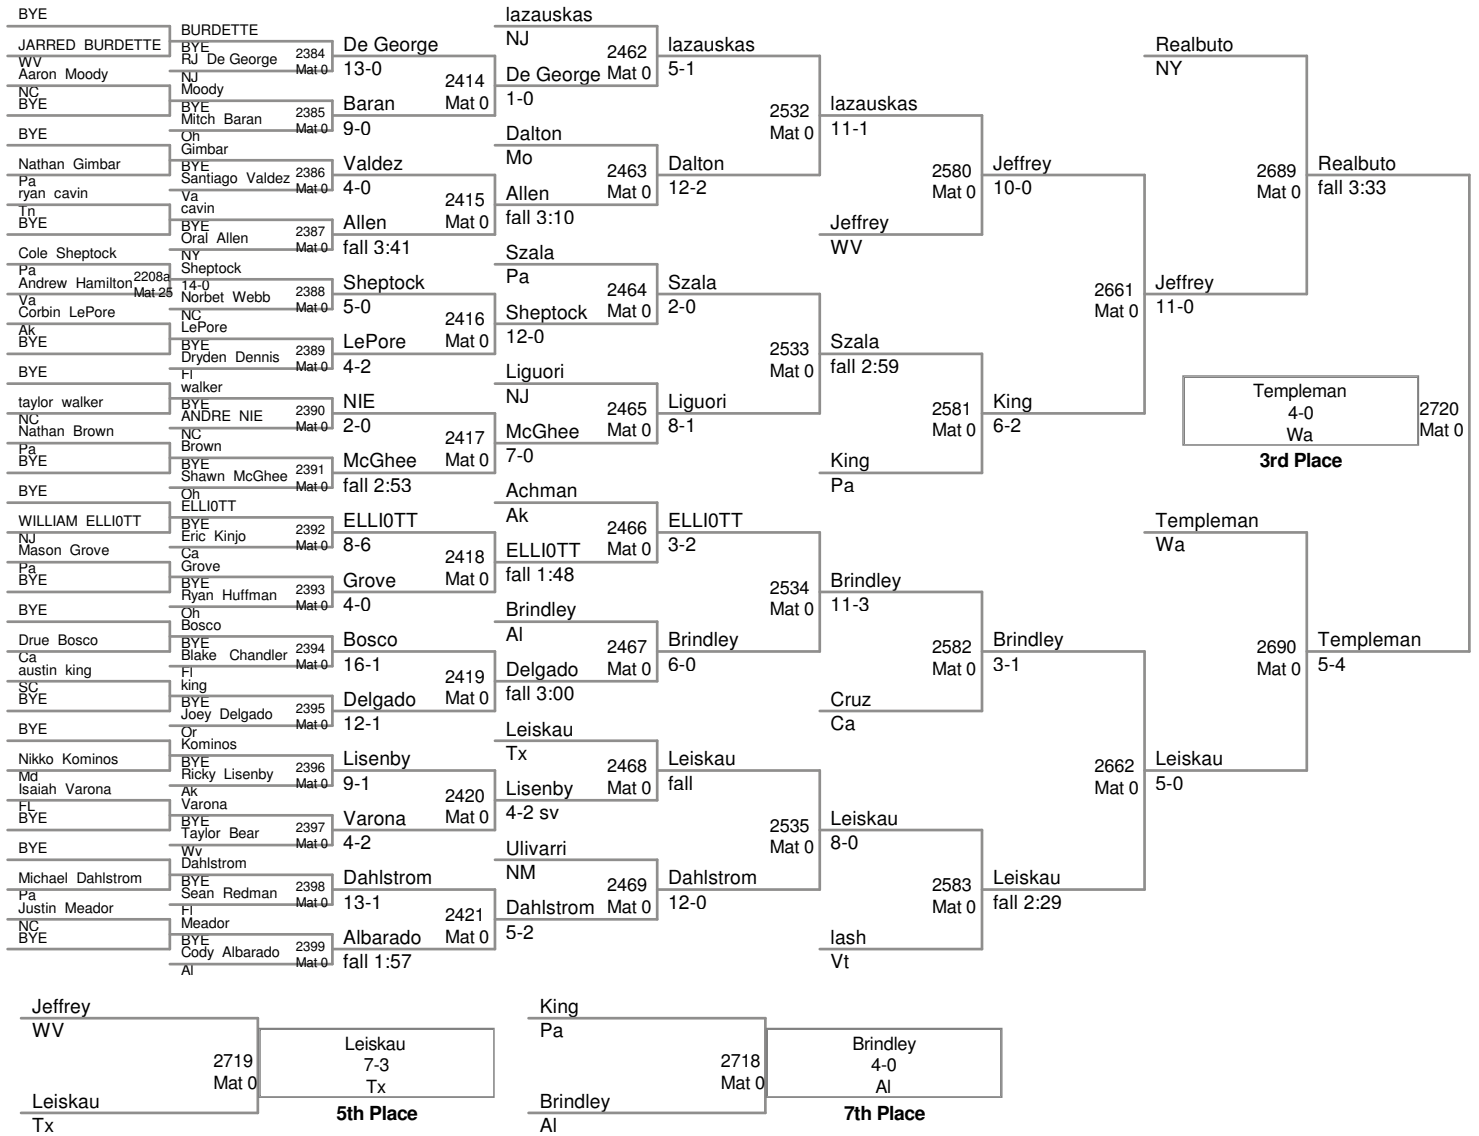 BYE
JARRED BURDETTE
WV
Aaron Moody
NC
BYE
BYE
Nathan Gimbar
Pa
ryan cavin
Tn
BYE
Cole Sheptock
Pa
Andrew Hamilton
2208a
Mat 25
Va
Corbin LePore
Ak
BYE
BYE
taylor walker
NC
Nathan Brown
Pa
BYE
BYE
WILLIAM ELLI0TT
NJ
Mason Grove
Pa
BYE
BYE
Drue Bosco
Ca
austin king
SC
BYE
BYE
Nikko Kominos
Md
Isaiah Varona
FL
BYE
BYE
Michael Dahlstrom
Pa
Justin Meador
NC
BYE
BURDETTE
BYE
RJ De George
2384
Mat 0
NJ
Moody
BYE
Mitch Baran
2385
Mat 0
Oh
Gimbar
BYE
Santiago Valdez
2386
Mat 0
Va
cavin
BYE
Oral Allen
2387
Mat 0
NY
Sheptock
14-0
Norbet Webb
2388
Mat 0
NC
LePore
BYE
Dryden Dennis
2389
Mat 0
Fl
walker
BYE
ANDRE NIE
2390
Mat 0
NC
Brown
BYE
Shawn McGhee
2391
Mat 0
Oh
ELLI0TT
BYE
Eric Kinjo
2392
Mat 0
Ca
Grove
BYE
Ryan Huffman
2393
Mat 0
Oh
Bosco
BYE
Blake Chandler
2394
Mat 0
Fl
king
BYE
Joey Delgado
2395
Mat 0
Or
Kominos
BYE
Ricky Lisenby
2396
Mat 0
Ak
Varona
BYE
Taylor Bear
2397
Mat 0
Wv
Dahlstrom
BYE
Sean Redman
2398
Mat 0
Fl
Meador
BYE
Cody Albarado
2399
Mat 0
Al
De George
13-0
2414
Mat 0
Baran
9-0
Valdez
4-0
2415
Mat 0
Allen
fall 3:41
Sheptock
5-0
2416
Mat 0
LePore
4-2
NIE
2-0
2417
Mat 0
McGhee
fall 2:53
ELLI0TT
8-6
2418
Mat 0
Grove
4-0
Bosco
16-1
2419
Mat 0
Delgado
12-1
Lisenby
9-1
2420
Mat 0
Varona
4-2
Dahlstrom
13-1
2421
Mat 0
Albarado
fall 1:57
lazauskas
NJ
2462
Mat 0
De George
1-0
Dalton
Mo
2463
Mat 0
Allen
fall 3:10
Szala
Pa
2464
Mat 0
Sheptock
12-0
Liguori
NJ
2465
Mat 0
McGhee
7-0
Achman
Ak
2466
Mat 0
ELLI0TT
fall 1:48
Brindley
Al
2467
Mat 0
Delgado
fall 3:00
Leiskau
Tx
2468
Mat 0
Lisenby
4-2 sv
Ulivarri
NM
2469
Mat 0
Dahlstrom
5-2
lazauskas
5-1
2532
Mat 0
Dalton
12-2
Szala
2-0
2533
Mat 0
Liguori
8-1
ELLI0TT
3-2
2534
Mat 0
Brindley
6-0
Leiskau
fall
2535
Mat 0
Dahlstrom
12-0
lazauskas
11-1
2580
Mat 0
Jeffrey
WV
Szala
fall 2:59
2581
Mat 0
King
Pa
Brindley
11-3
2582
Mat 0
Cruz
Ca
Leiskau
8-0
2583
Mat 0
lash
Vt
Jeffrey
10-0
2661
Mat 0
King
6-2
Brindley
3-1
2662
Mat 0
Leiskau
fall 2:29
Realbuto
NY
2689
Mat 0
Jeffrey
11-0
Templeman
Wa
2690
Mat 0
Leiskau
5-0
Realbuto
fall 3:33
Templeman
5-4
Templeman
4-0
Wa
2720
Mat 0
3rd Place
Jeffrey
WV
2719
Mat 0
Leiskau
Tx
Leiskau
7-3
Tx
5th Place
King
Pa
2718
Mat 0
Brindley
Al
Brindley
4-0
Al
7th Place